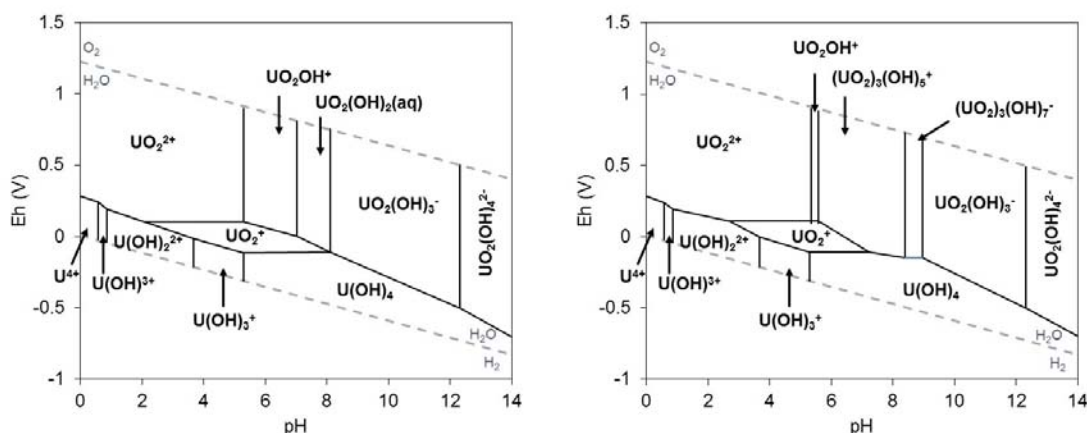 1.5
1
0.5
0
-0.5
-1
Eh (V)
0 2 4 6 8 10 12 14
pH
O₂
H₂O
UO₂²⁺
UO₂OH⁺
UO₂(OH)₂(aq)
UO₂(OH)₃⁻
UO₂(OH)₄²⁻
UO₂⁺
U⁴⁺
U(OH)³⁺
U(OH)₂²⁺
U(OH)₃⁺
U(OH)₄
H₂O
H₂
1.5
1
0.5
0
-0.5
-1
Eh (V)
0 2 4 6 8 10 12 14
pH
O₂
H₂O
UO₂²⁺
UO₂OH⁺
(UO₂)₃(OH)₅⁺
(UO₂)₃(OH)₇⁻
UO₂(OH)₃⁻
UO₂(OH)₄²⁻
UO₂⁺
U⁴⁺
U(OH)³⁺
U(OH)₂²⁺
U(OH)₃⁺
U(OH)₄
H₂O
H₂